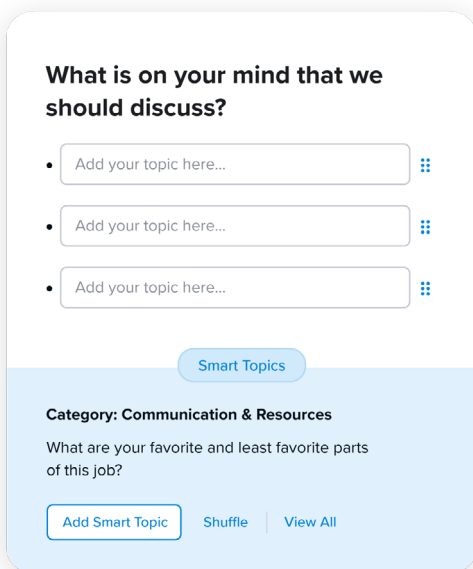 What is on your mind that we
should discuss?
Add your topic here...
Add your topic here...
Add your topic here...
Smart Topics
Category: Communication & Resources
What are your favorite and least favorite parts
of this job?
Add Smart Topic
Shuffle
View All